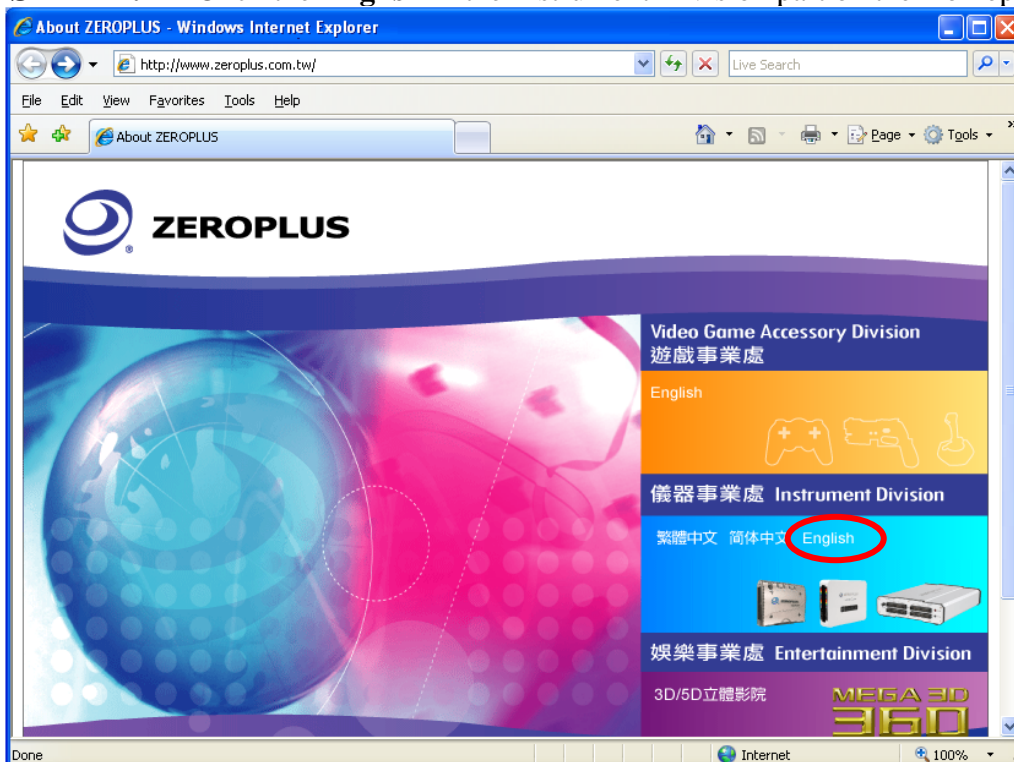 About ZEROPLUS - Windows Internet Explorer
http://www.zeroplus.com.tw/
Live Search
File Edit View Favorites Tools Help
About ZEROPLUS
Page Tools
ZEROPLUS
Video Game Accessory Division
遊戲事業處
English
儀器事業處 Instrument Division
繁體中文 简体中文 English
娛樂事業處 Entertainment Division
3D/5D立體影院
MEGA 3D
360
Done
Internet
100%